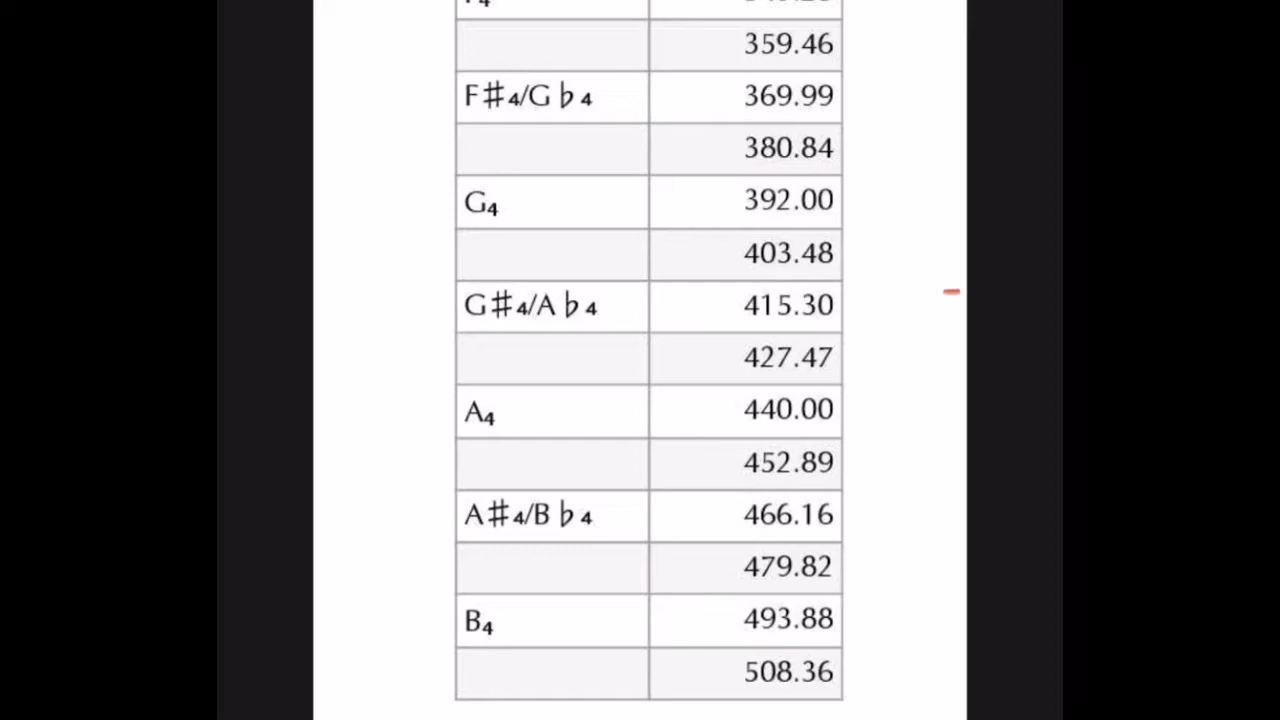 359.46
F♯4/G♭4 369.99
380.84
G4 392.00
403.48
G♯4/A♭4 415.30
427.47
A4 440.00
452.89
A♯4/B♭4 466.16
479.82
B4 493.88
508.36